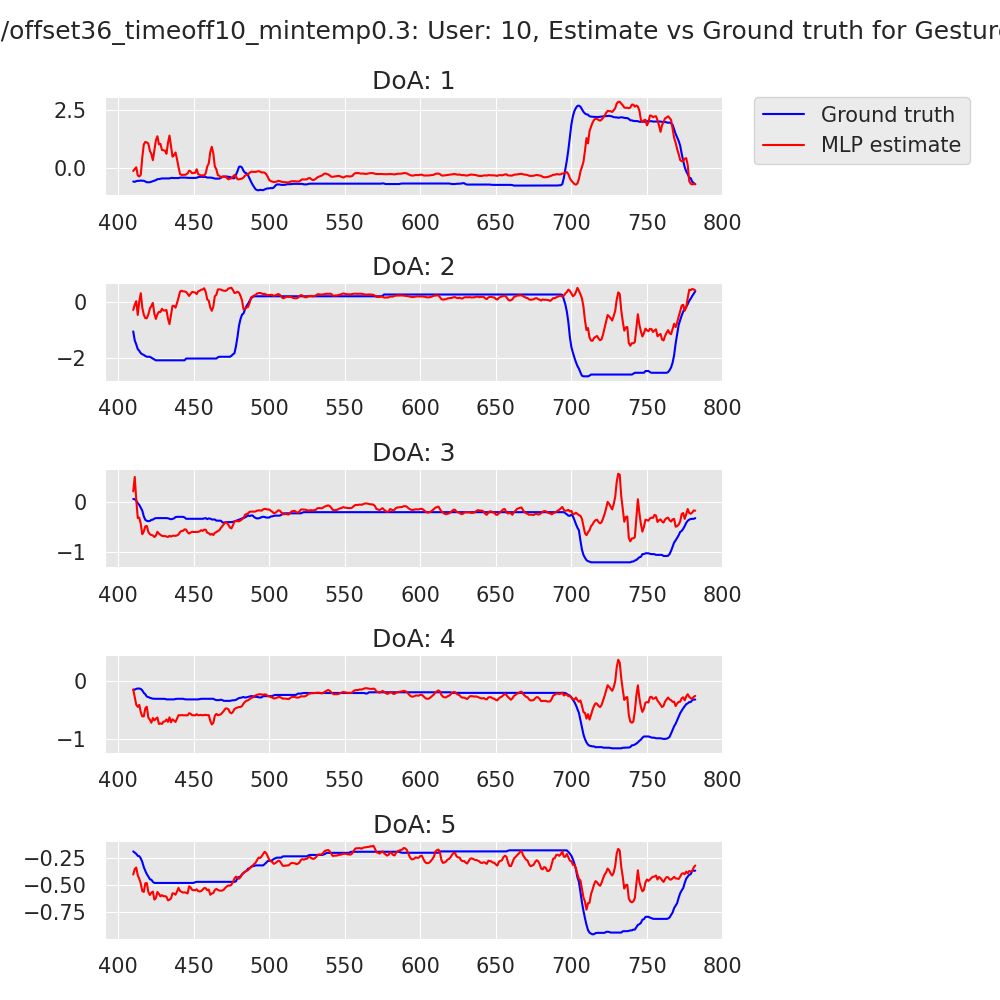 /offset36_timeoff10_mintemp0.3: User: 10, Estimate vs Ground truth for Gesture
DoA: 1
Ground truth
MLP estimate
2.5
0.0
400 450 500 550 600 650 700 750 800
DoA: 2
0
−2
400 450 500 550 600 650 700 750 800
DoA: 3
0
−1
400 450 500 550 600 650 700 750 800
DoA: 4
0
−1
400 450 500 550 600 650 700 750 800
DoA: 5
−0.25
−0.50
−0.75
400 450 500 550 600 650 700 750 800